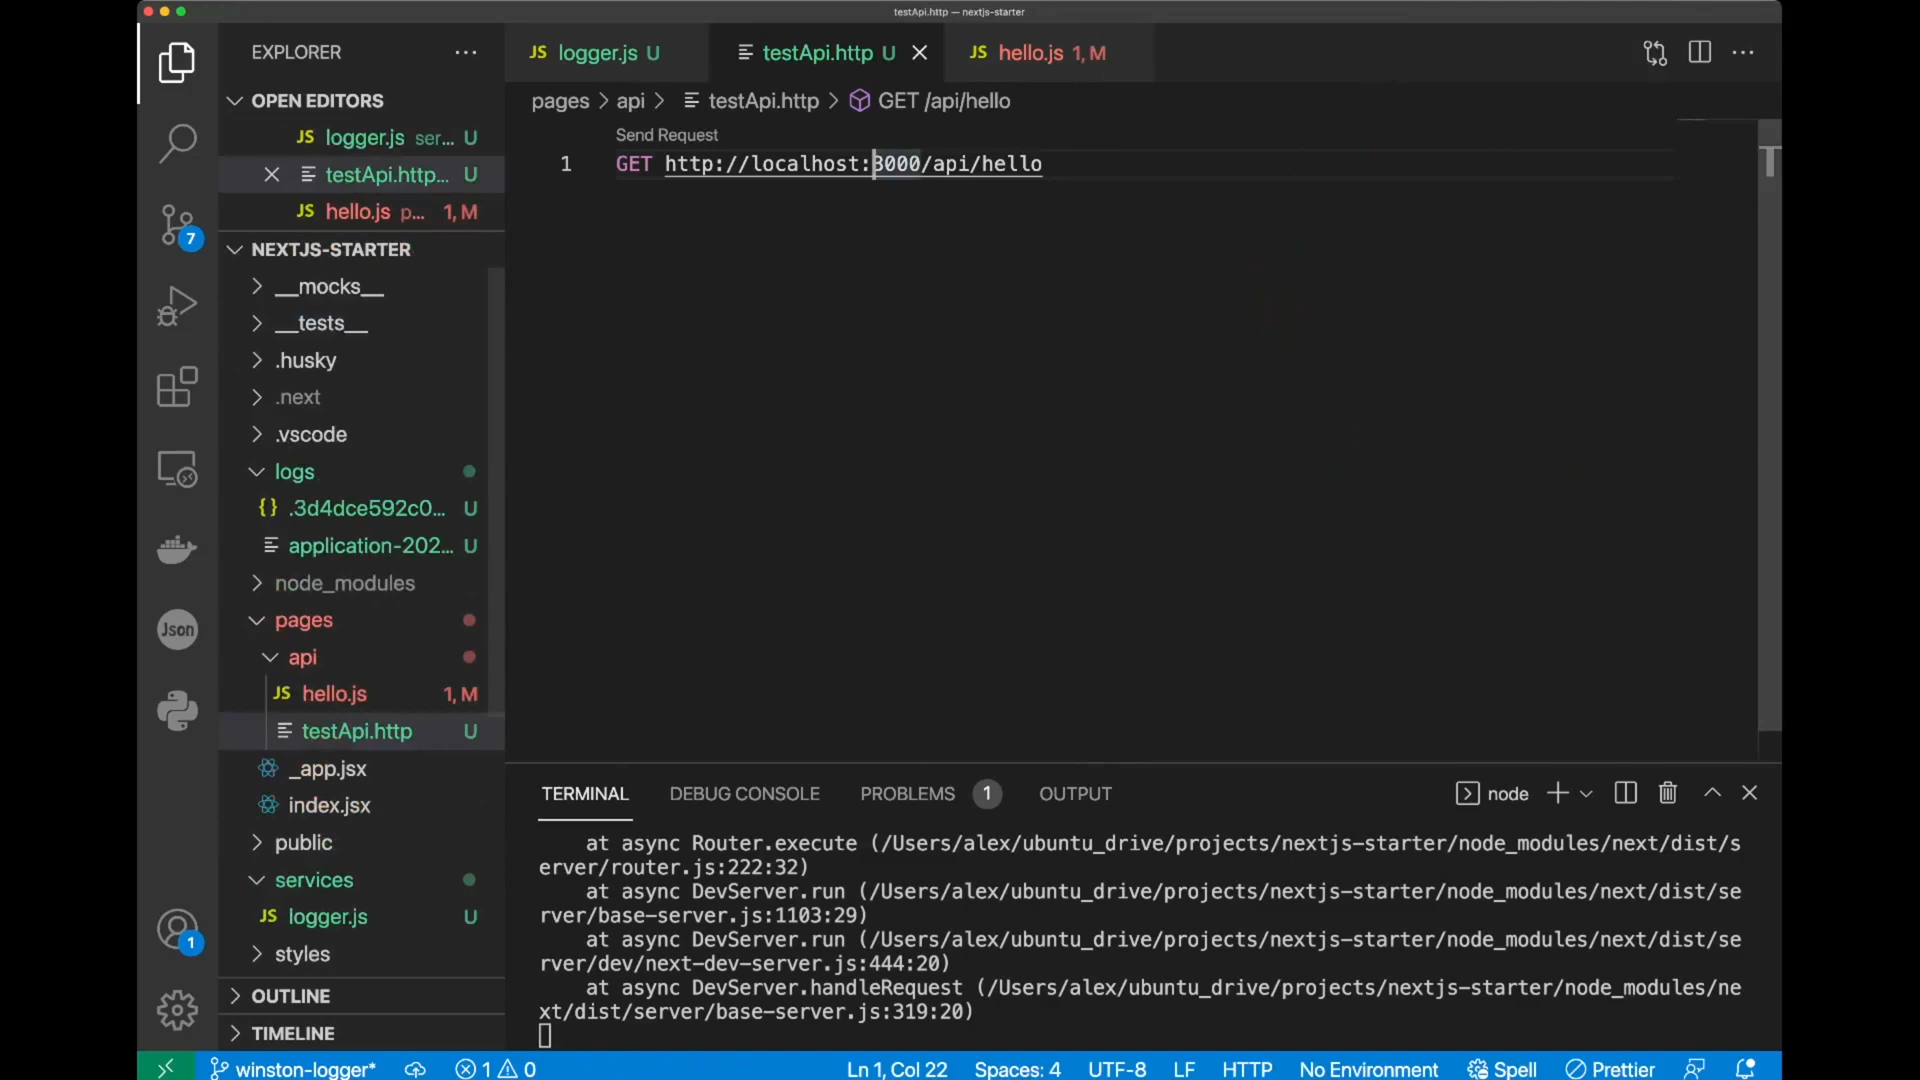 testApi.http — nextjs-starter
EXPLORER
JS logger.js U
testApi.http U
JS hello.js 1, M
OPEN EDITORS
JS logger.js ser... U
testApi.http... U
JS hello.js p... 1, M
pages > api > testApi.http > GET /api/hello
Send Request
1 GET http://localhost:3000/api/hello
7
NEXTJS-STARTER
__mocks__
__tests__
.husky
.next
.vscode
logs
{} .3d4dce592c0... U
application-202... U
node_modules
pages
api
JS hello.js 1, M
testApi.http U
_app.jsx
index.jsx
public
services
JS logger.js U
styles
OUTLINE
TIMELINE
Json
1
TERMINAL DEBUG CONSOLE PROBLEMS 1 OUTPUT
node
at async Router.execute (/Users/alex/ubuntu_drive/projects/nextjs-starter/node_modules/next/dist/s
erver/router.js:222:32)
at async DevServer.run (/Users/alex/ubuntu_drive/projects/nextjs-starter/node_modules/next/dist/se
rver/base-server.js:1103:29)
at async DevServer.run (/Users/alex/ubuntu_drive/projects/nextjs-starter/node_modules/next/dist/se
rver/dev/next-dev-server.js:444:20)
at async DevServer.handleRequest (/Users/alex/ubuntu_drive/projects/nextjs-starter/node_modules/ne
xt/dist/server/base-server.js:319:20)
winston-logger* 1 0 Ln 1, Col 22 Spaces: 4 UTF-8 LF HTTP No Environment Spell Prettier